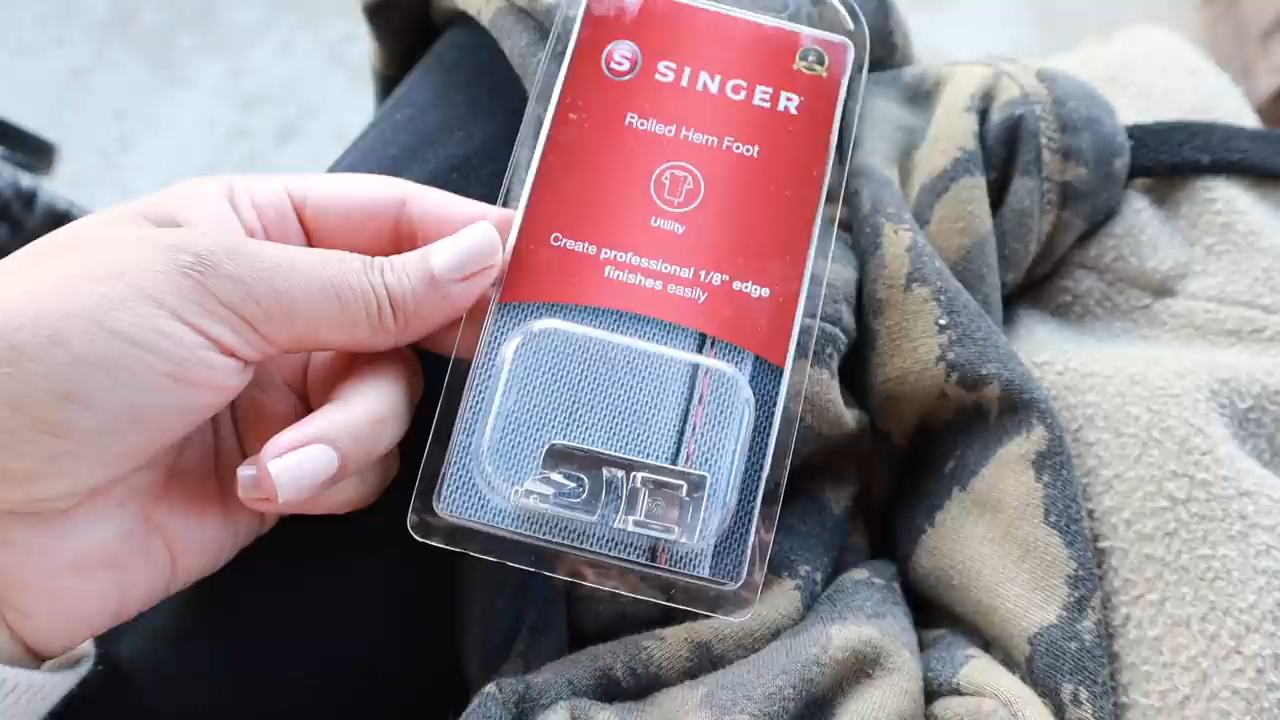 S SINGER
Rolled Hem Foot
Utility
Create professional 1/8" edge
finishes easily